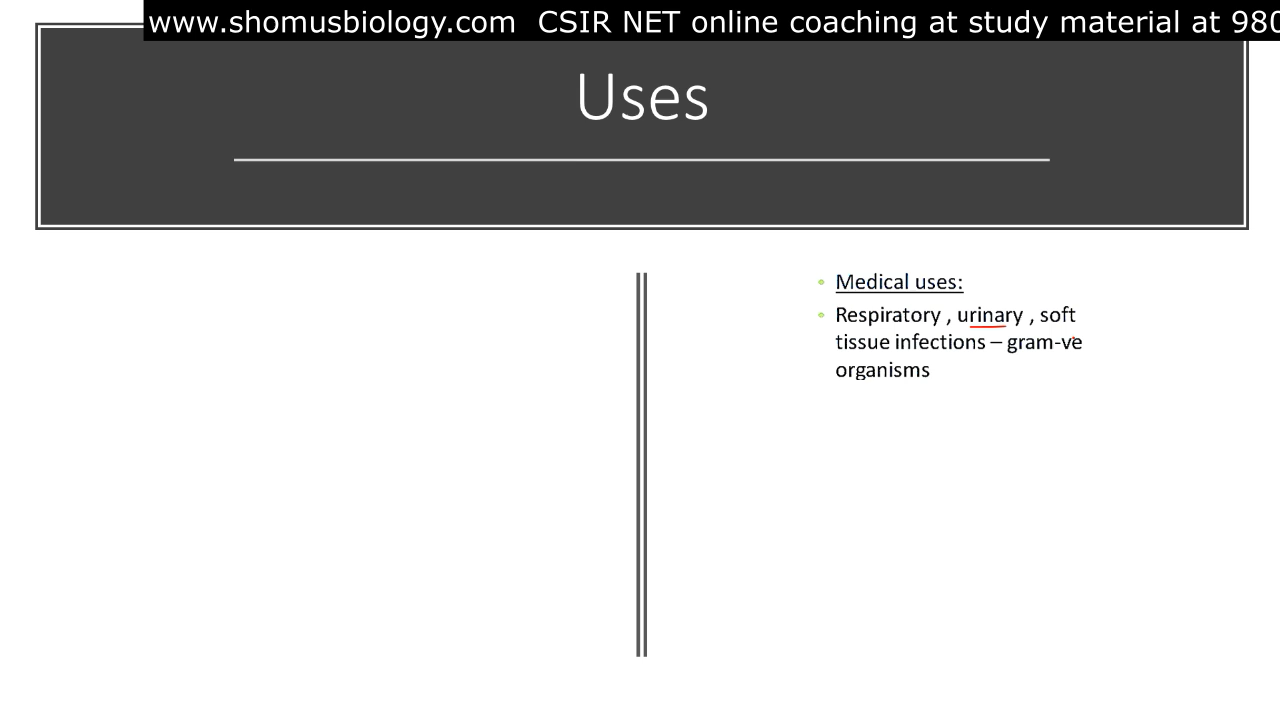 www.shomusbiology.com  CSIR NET online coaching at study material at 980
Uses
• Medical uses:
• Respiratory , urinary , soft
tissue infections – gram-ve
organisms